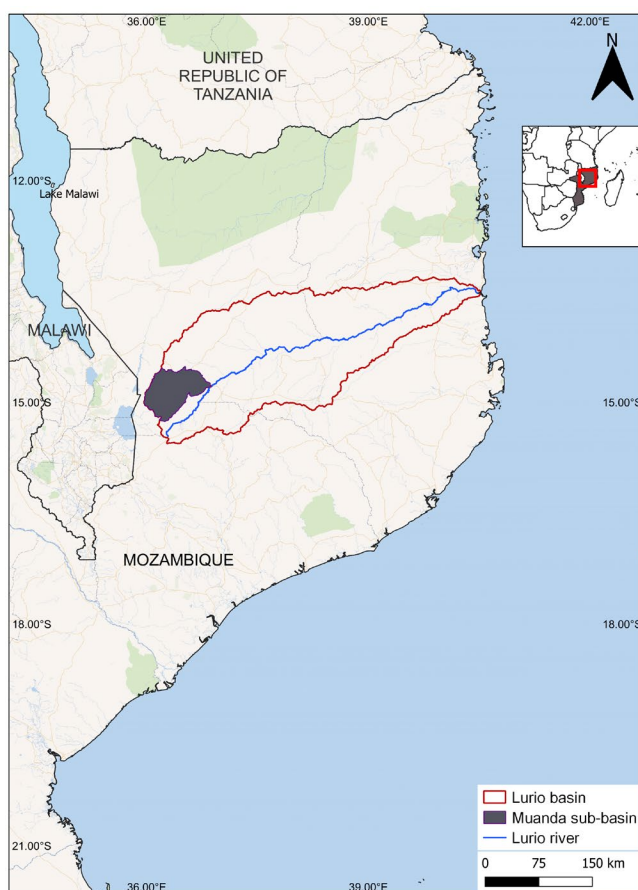 36.00°E 39.00°E 42.00°E
UNITED
REPUBLIC OF
TANZANIA
N
12.00°S
Lake Malawi
MALAWI
15.00°S 15.00°S
MOZAMBIQUE
18.00°S 18.00°S
Lurio basin
Muanda sub-basin
Lurio river
21.00°S
0 75 150 km
36.00°E 39.00°E